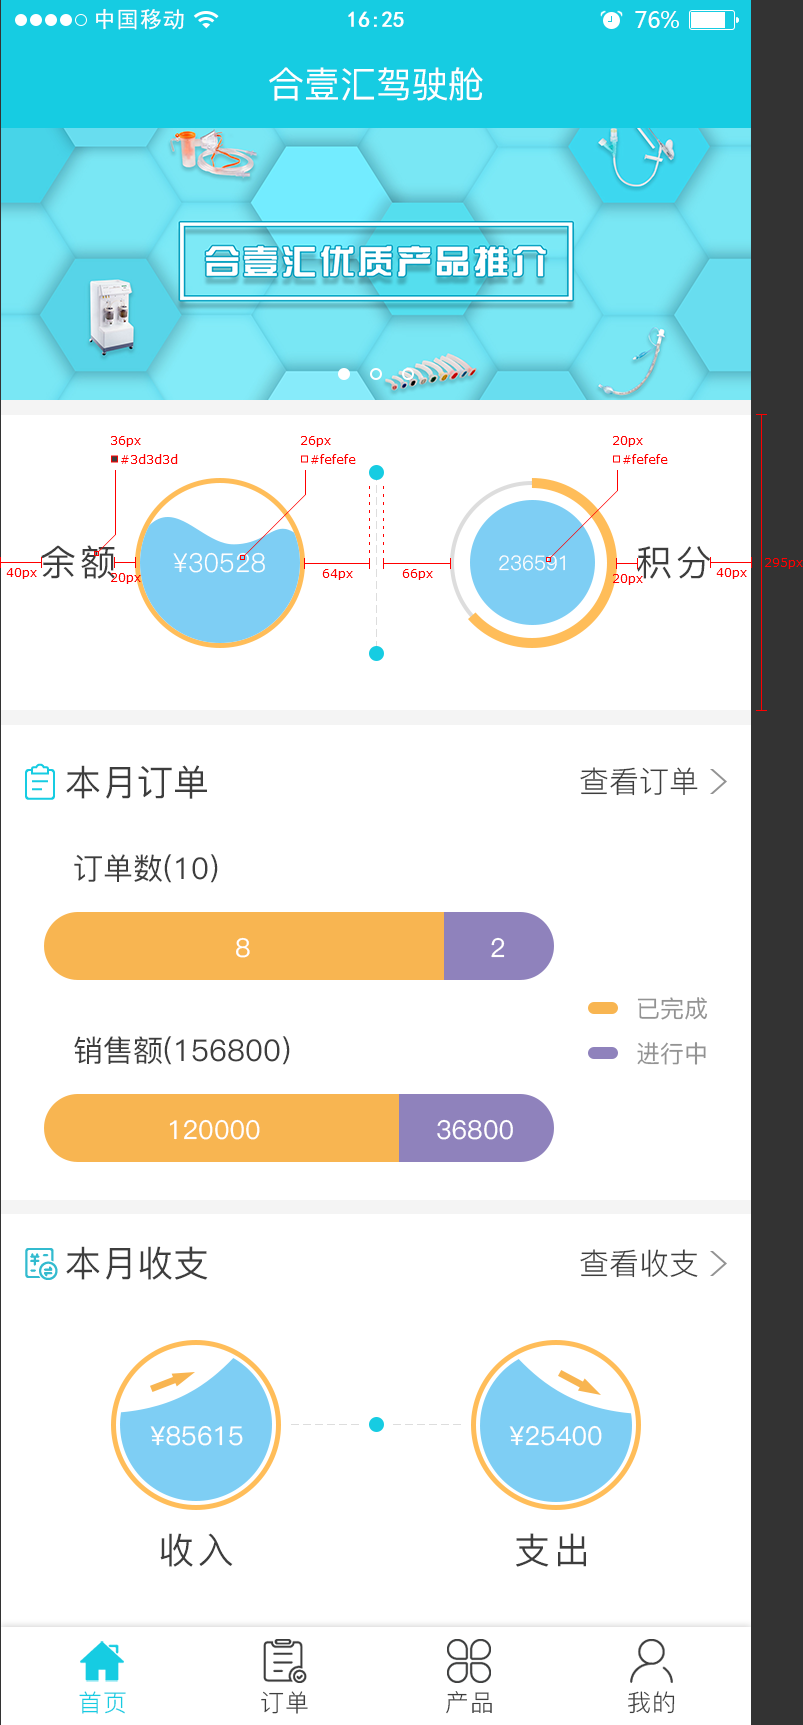 中国移动 16:25 76%
合壹汇驾驶舱
合壹汇优质产品推介
36px 26px 20px
#3d3d3d #fefefe #fefefe
余额 ¥30528 236591 积分
40px 20px 64px 66px 20px 40px 295px
本月订单 查看订单
订单数(10)
8 2
已完成
进行中
销售额(156800)
120000 36800
本月收支 查看收支
¥85615 ¥25400
收入 支出
首页 订单 产品 我的